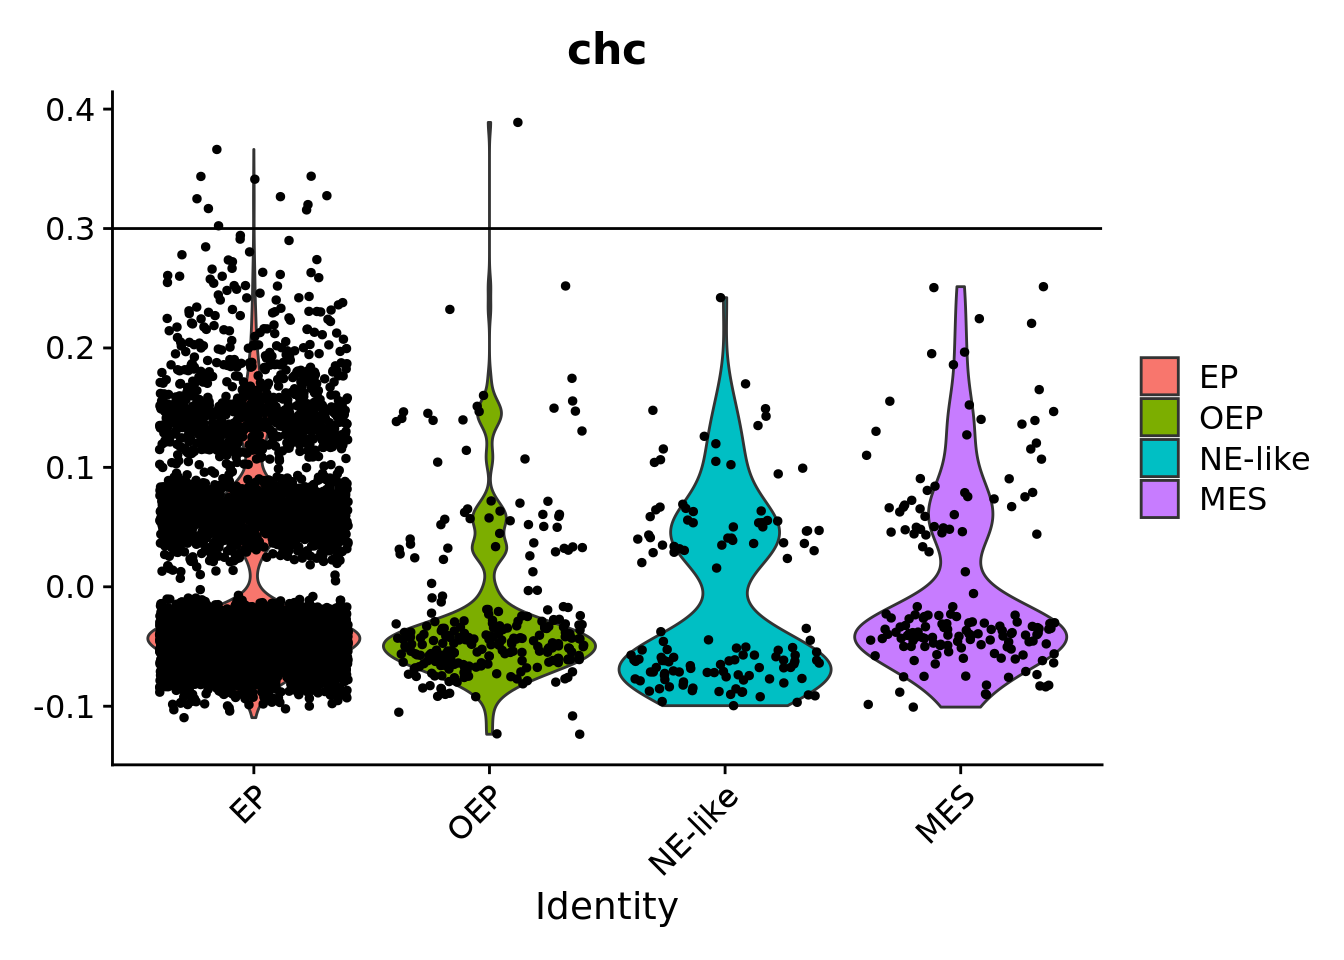 chc
0.4
0.3
0.2
0.1
0.0
-0.1
EP
OEP
NE-like
MES
Identity
EP
OEP
NE-like
MES